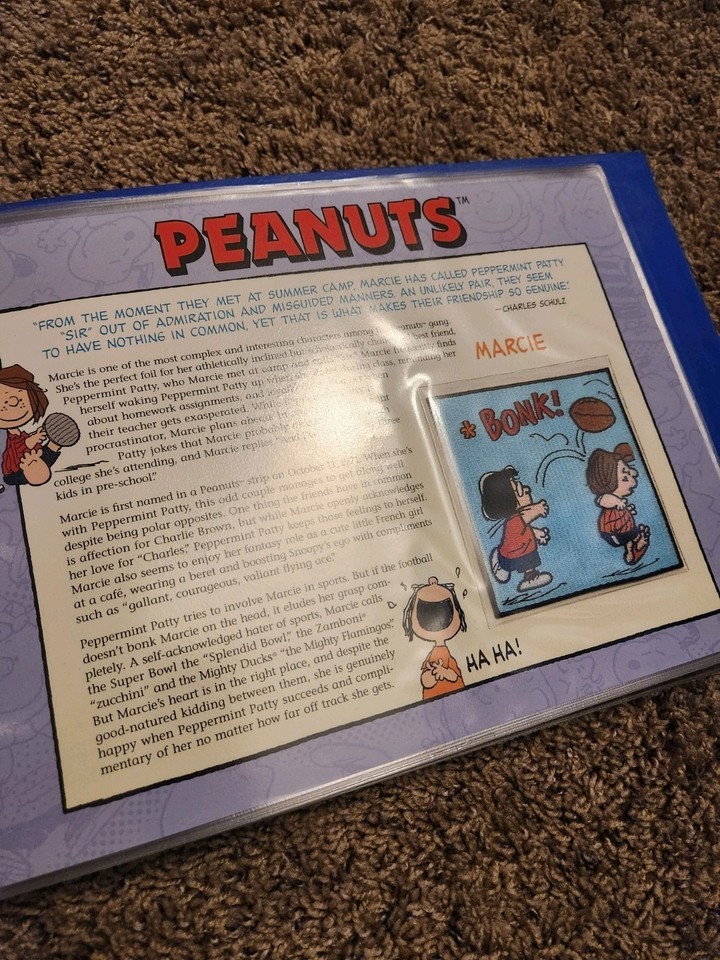 PEANUTS™
"FROM THE MOMENT THEY MET AT SUMMER CAMP, MARCIE HAS CALLED PEPPERMINT PATTY
"SIR" OUT OF ADMIRATION AND MISGUIDED MANNERS. AN UNLIKELY PAIR, THEY SEEM
TO HAVE NOTHING IN COMMON, YET THAT IS WHAT MAKES THEIR FRIENDSHIP SO GENUINE."
—CHARLES SCHULZ
Marcie is one of the most complex and interesting characters among Peanuts® gang.
She's the perfect foil for her athletically inclined but best friend,
Peppermint Patty, who Marcie met at camp and Marcie frequently finds
herself waking Peppermint Patty up when class, reminding her
about homework assignments, and
their teacher gets exasperated.
procrastinator, Marcie plans ahead.
Patty jokes that Marcie probably
college she's attending, and Marcie replies
kids in pre-school."
Marcie is first named in a Peanuts® strip on October 11, 1971. When she's
with Peppermint Patty, this odd couple manages to get along well
despite being polar opposites. One thing the friends have in common
is affection for Charlie Brown, but while Marcie openly acknowledges
her love for "Charles," Peppermint Patty keeps those feelings to herself.
Marcie also seems to enjoy her fantasy role as a cute little French girl
at a café, wearing a beret and boosting Snoopy's ego with compliments
such as "gallant, courageous, valiant flying ace."
Peppermint Patty tries to involve Marcie in sports. But if the football
doesn't bonk Marcie on the head, it eludes her grasp com-
pletely. A self-acknowledged hater of sports, Marcie calls
the Super Bowl the "Splendid Bowl," the Zamboni®
"zucchini" and the Mighty Ducks® "the Mighty Flamingos."
But Marcie's heart is in the right place, and despite the
good-natured kidding between them, she is genuinely
happy when Peppermint Patty succeeds and compli-
mentary of her no matter how far off track she gets.
MARCIE
* BONK!
HA HA!